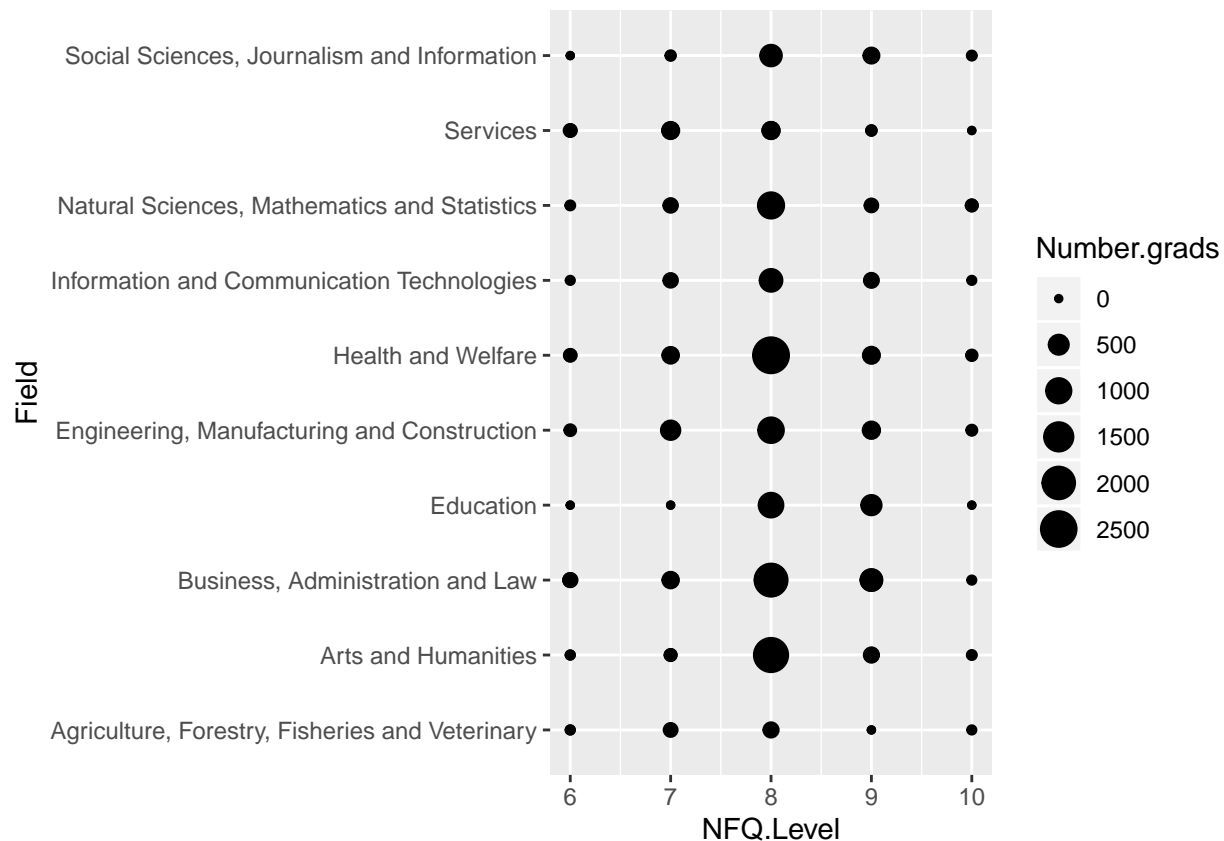 Social Sciences, Journalism and Information
Services
Natural Sciences, Mathematics and Statistics
Information and Communication Technologies
Health and Welfare
Engineering, Manufacturing and Construction
Education
Business, Administration and Law
Arts and Humanities
Agriculture, Forestry, Fisheries and Veterinary
Field
6 7 8 9 10
NFQ.Level
Number.grads
0
500
1000
1500
2000
2500